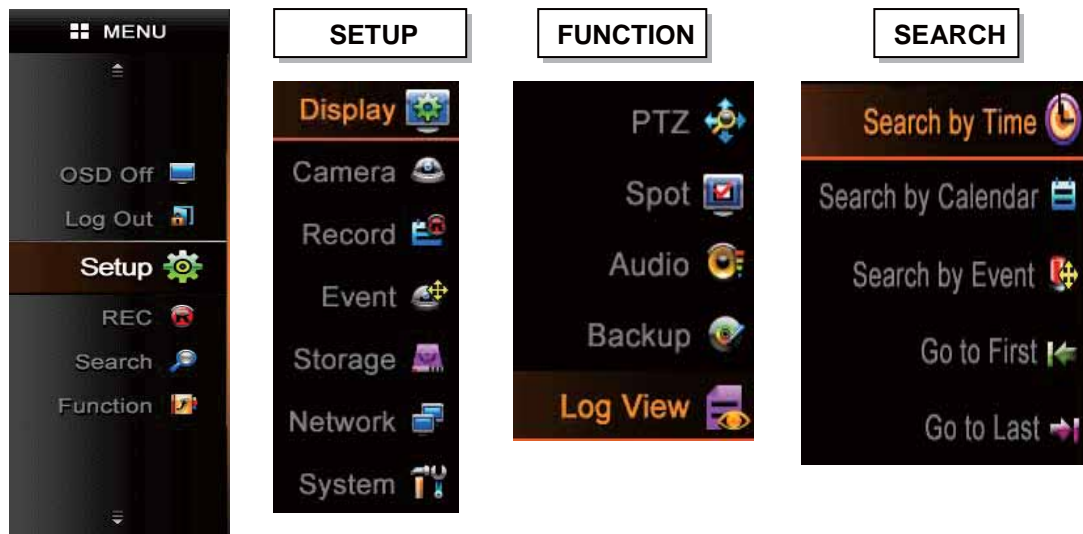 MENU
OSD Off
Log Out
Setup
REC
Search
Function
SETUP
Display
Camera
Record
Event
Storage
Network
System
FUNCTION
PTZ
Spot
Audio
Backup
Log View
SEARCH
Search by Time
Search by Calendar
Search by Event
Go to First
Go to Last